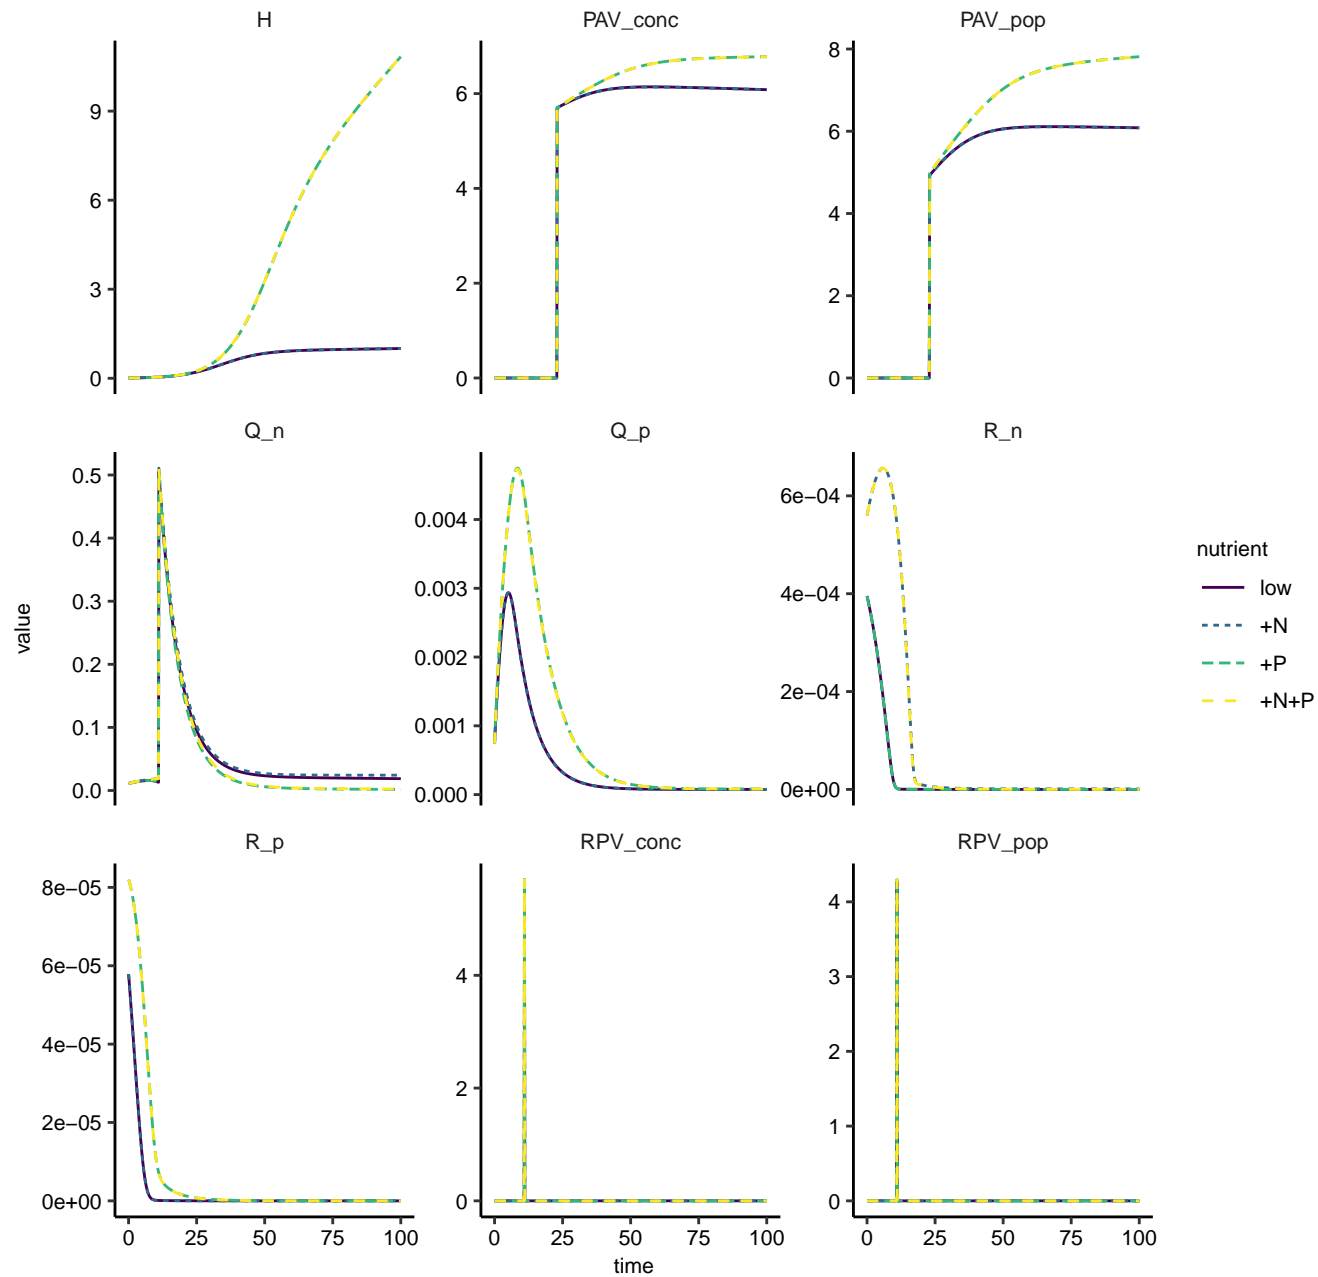 H
PAV_conc
PAV_pop
9
6
3
0
6
4
2
0
8
6
4
2
0
Q_n
Q_p
R_n
0.5
0.4
0.3
0.2
0.1
0.0
0.004
0.003
0.002
0.001
0.000
6e−04
4e−04
2e−04
0e+00
R_p
RPV_conc
RPV_pop
8e−05
6e−05
4e−05
2e−05
0e+00
4
2
0
4
3
2
1
0
0 25 50 75 100
0 25 50 75 100
0 25 50 75 100
time
value
nutrient
low
+N
+P
+N+P